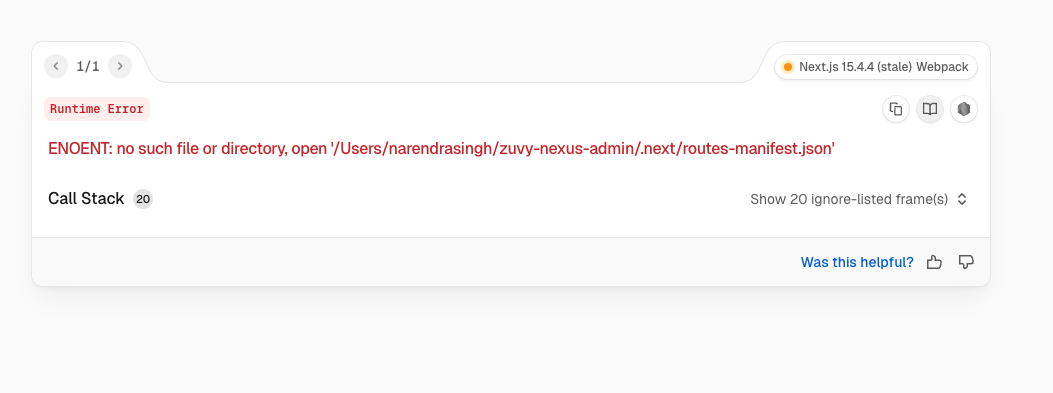 1/1
Next.js 15.4.4 (stale) Webpack
Runtime Error
ENOENT: no such file or directory, open '/Users/narendrasingh/zuvy-nexus-admin/.next/routes-manifest.json'
Call Stack 20
Show 20 ignore-listed frame(s)
Was this helpful?